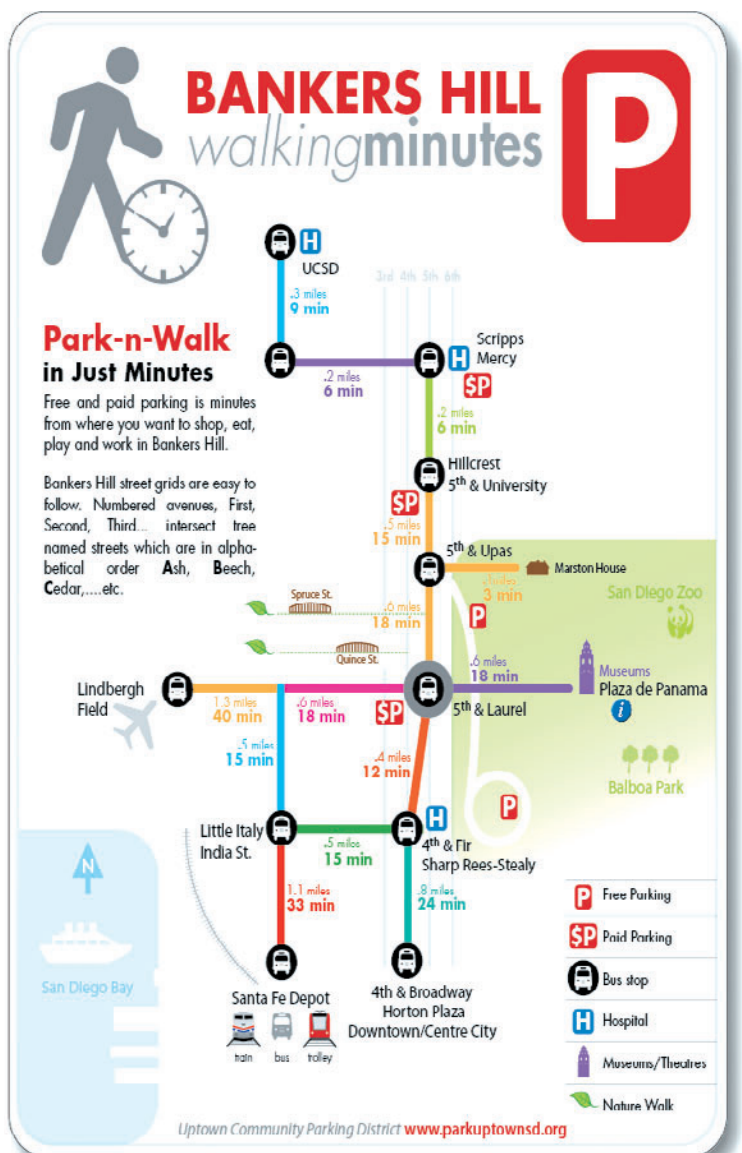 BANKERS HILL
walkingminutes
P
H
UCSD
3rd 4th 5th 6th
.3 miles
9 min
Park-n-Walk
in Just Minutes
Free and paid parking is minutes
from where you want to shop, eat,
play and work in Bankers Hill.
Bankers Hill street grids are easy to
follow. Numbered avenues, First,
Second, Third... intersect tree
named streets which are in alpha-
betical order Ash, Beech,
Cedar,....etc.
Scripps
Mercy
H
$P
.2 miles
6 min
.2 miles
6 min
Hillcrest
5th & University
$P
.5 miles
15 min
5th & Upas
Marston House
3 min
San Diego Zoo
P
Spruce St.
.6 miles
18 min
Quince St.
.6 miles
18 min
Museums
Plaza de Panama
i
Lindbergh
Field
1.3 miles
40 min
.6 miles
18 min
$P
5th & Laurel
.5 miles
15 min
.4 miles
12 min
Balboa Park
P
Little Italy
India St.
H
4th & Fir
Sharp Rees-Stealy
.5 miles
15 min
N
1.1 miles
33 min
.8 miles
24 min
San Diego Bay
Santa Fe Depot
train bus trolley
4th & Broadway
Horton Plaza
Downtown/Centre City
P Free Parking
$P Paid Parking
Bus stop
H Hospital
Museums/Theatres
Nature Walk
Uptown Community Parking District www.parkuptownsd.org